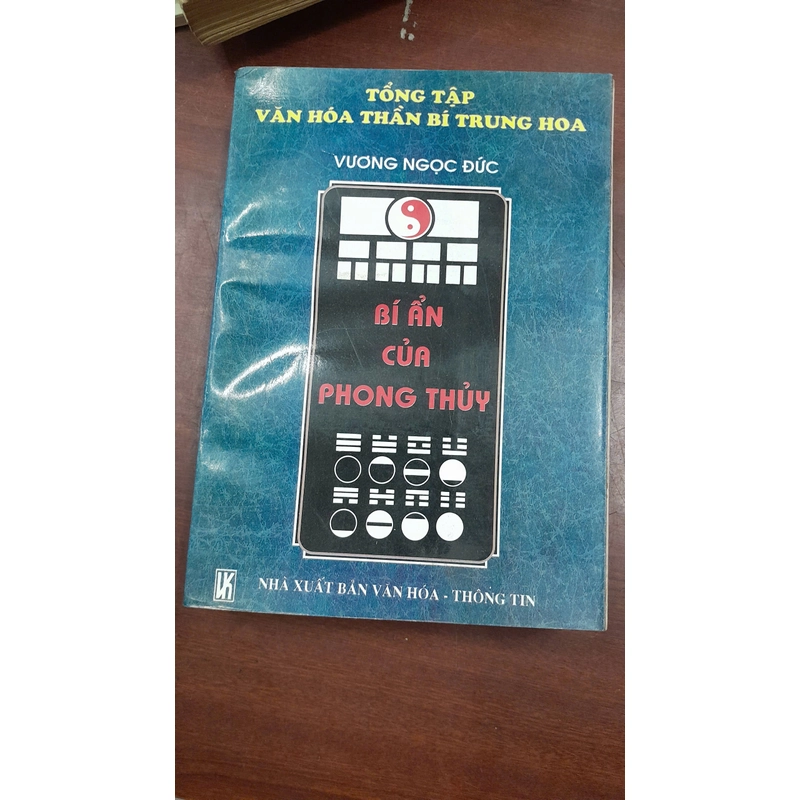 TỔNG TẬP
VĂN HÓA THẦN BÍ TRUNG HOA
VƯƠNG NGỌC ĐỨC
BÍ ẨN
CỦA
PHONG THỦY
NHÀ XUẤT BẢN VĂN HÓA - THÔNG TIN